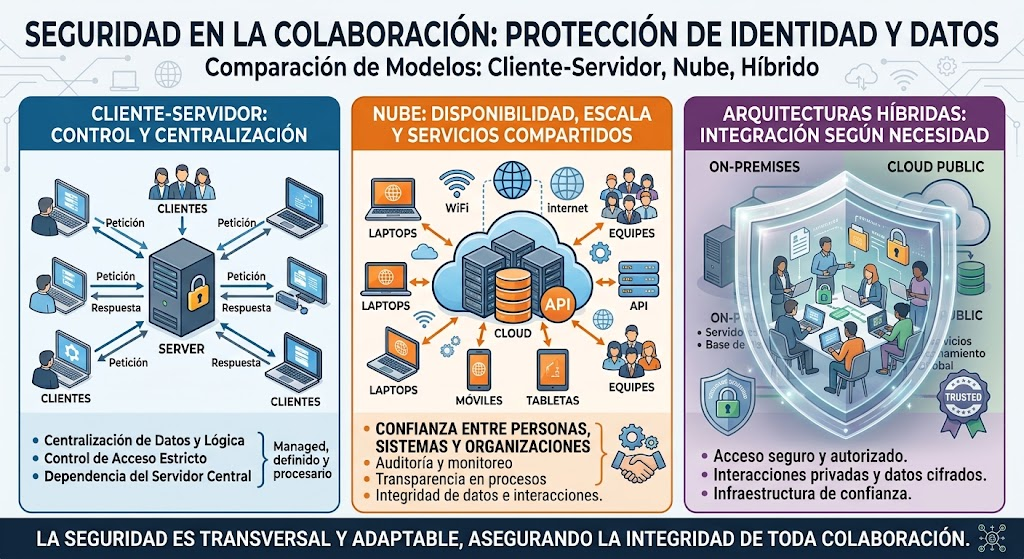 SEGURIDAD EN LA COLABORACIÓN: PROTECCIÓN DE IDENTIDAD Y DATOS
Comparación de Modelos: Cliente-Servidor, Nube, Híbrido
CLIENTE-SERVIDOR:
CONTROL Y CENTRALIZACIÓN
CLIENTES
Petición
Petición
Petición
Respuesta
Petición
Respuesta
SERVER
Petición
Respuesta
CLIENTES
CLIENTES
• Centralización de Datos y Lógica
• Control de Acceso Estricto
• Dependencia del Servidor Central
Managed,
definido y
procesario
NUBE: DISPONIBILIDAD, ESCALA
Y SERVICIOS COMPARTIDOS
WiFi
internet
LAPTOPS
EQUIPES
LAPTOPS
API
API
CLOUD
LAPTOPS
MÓVILES
TABLETAS
EQUIPES
• CONFIANZA ENTRE PERSONAS,
SISTEMAS Y ORGANIZACIONES
• Auditoría y monitoreo
• Transparencia en procesos
• Integridad de datos e interacciones.
ARQUITECTURAS HÍBRIDAS:
INTEGRACIÓN SEGÚN NECESIDAD
ON-PREMISES
CLOUD PUBLIC
• Base de
TRUSTED
• Acceso seguro y autorizado.
• Interacciones privadas y datos cifrados.
• Infraestructura de confianza.
LA SEGURIDAD ES TRANSVERSAL Y ADAPTABLE, ASEGURANDO LA INTEGRIDAD DE TODA COLABORACIÓN.